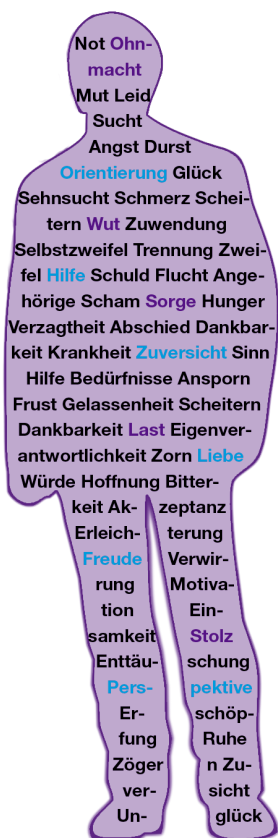 Not Ohn-
macht
Mut Leid
Sucht
Angst Durst
Orientierung Glück
Sehnsucht Schmerz Schei-
tern Wut Zuwendung
Selbstzweifel Trennung Zwei-
fel Hilfe Schuld Flucht Ange-
hörige Scham Sorge Hunger
Verzagtheit Abschied Dankbar-
keit Krankheit Zuversicht Sinn
Hilfe Bedürfnisse Ansporn
Frust Gelassenheit Scheitern
Dankbarkeit Last Eigenver-
antwortlichkeit Zorn Liebe
Würde Hoffnung Bitter-
keit Ak- zeptanz
Erleich- terung
Freude Verwir-
rung Motiva-
tion Ein-
samkeit Stolz
Enttäu- schung
Pers- pektive
Er- schöp-
fung Ruhe
Zöger n Zu-
ver- sicht
Un- glück